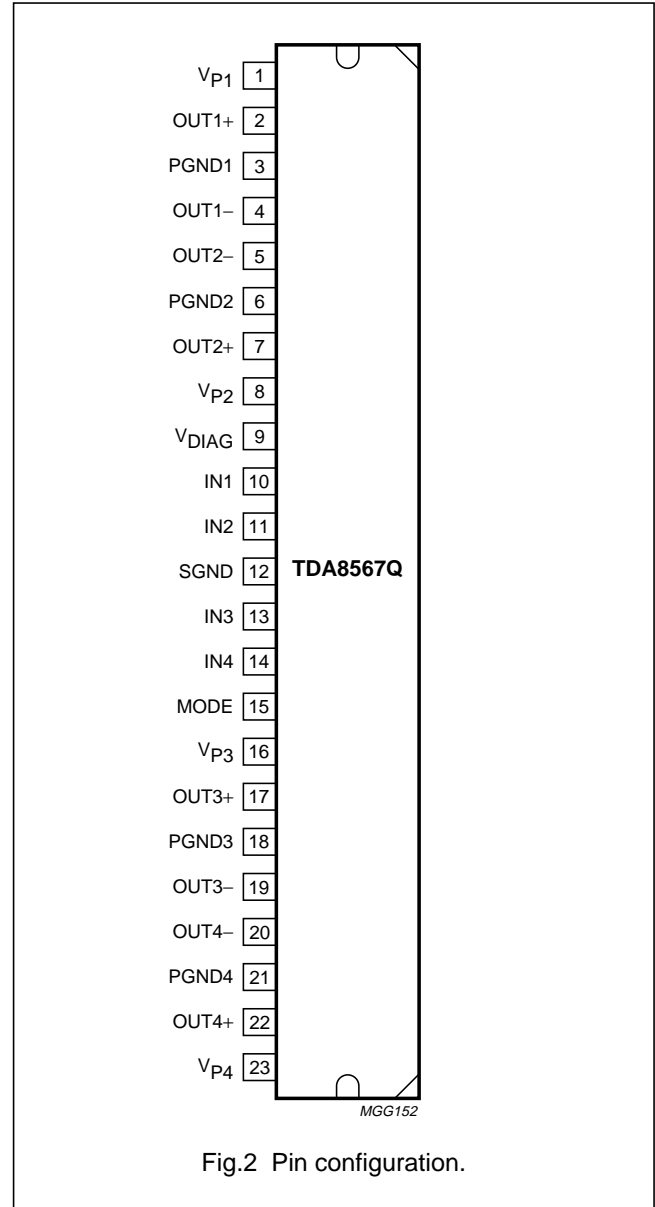 VP1 1
OUT1+ 2
PGND1 3
OUT1− 4
OUT2− 5
PGND2 6
OUT2+ 7
VP2 8
VDIAG 9
IN1 10
IN2 11
SGND 12 TDA8567Q
IN3 13
IN4 14
MODE 15
VP3 16
OUT3+ 17
PGND3 18
OUT3− 19
OUT4− 20
PGND4 21
OUT4+ 22
VP4 23
MGG152
Fig.2 Pin configuration.